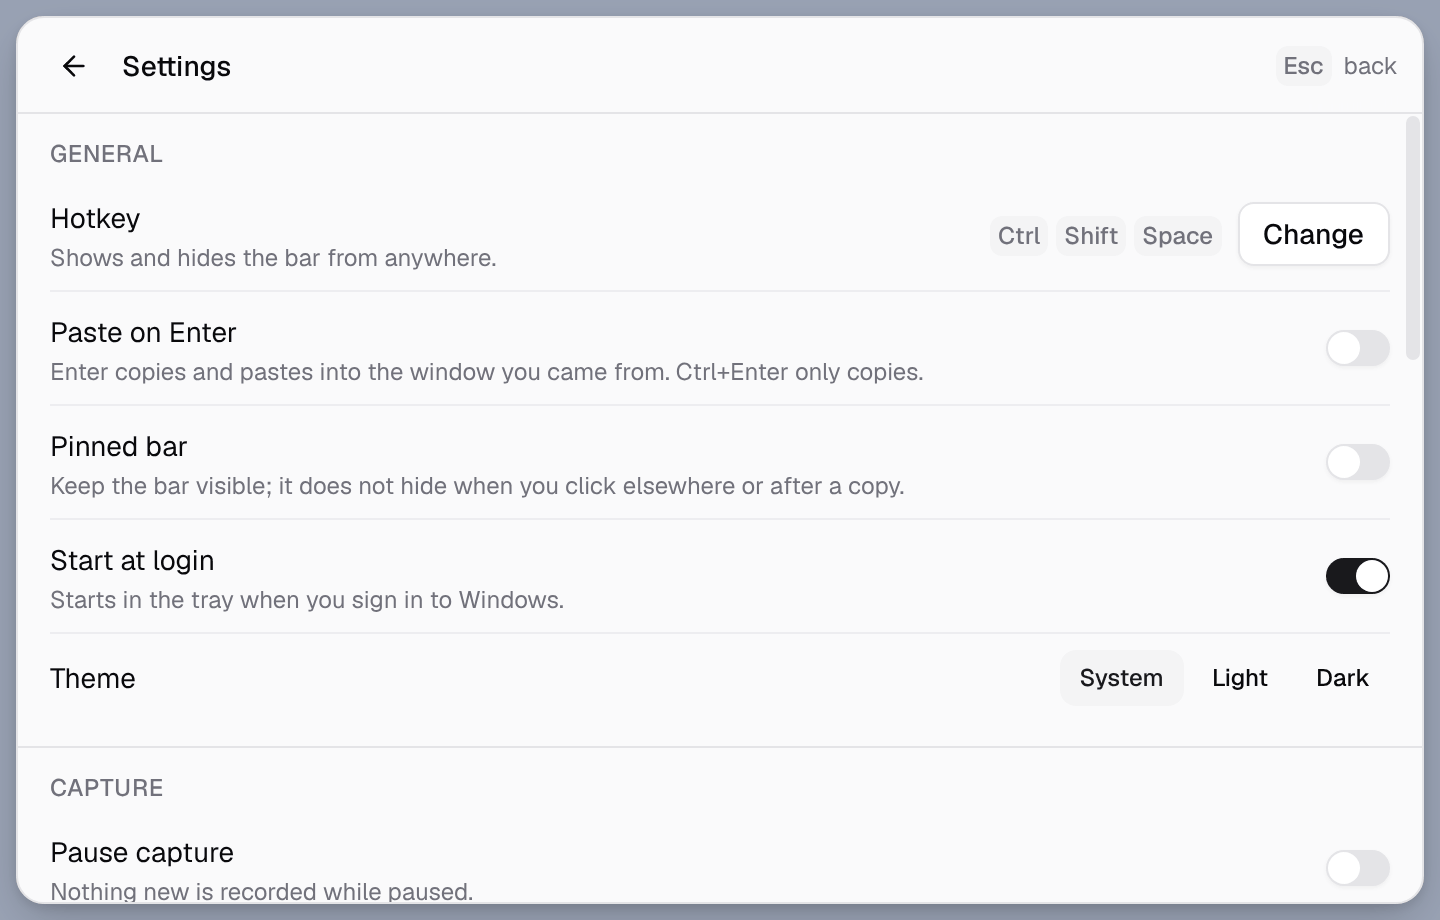 Settings
Esc back
GENERAL
Hotkey
Shows and hides the bar from anywhere.
Ctrl Shift Space Change
Paste on Enter
Enter copies and pastes into the window you came from. Ctrl+Enter only copies.
Pinned bar
Keep the bar visible; it does not hide when you click elsewhere or after a copy.
Start at login
Starts in the tray when you sign in to Windows.
Theme
System Light Dark
CAPTURE
Pause capture
Nothing new is recorded while paused.